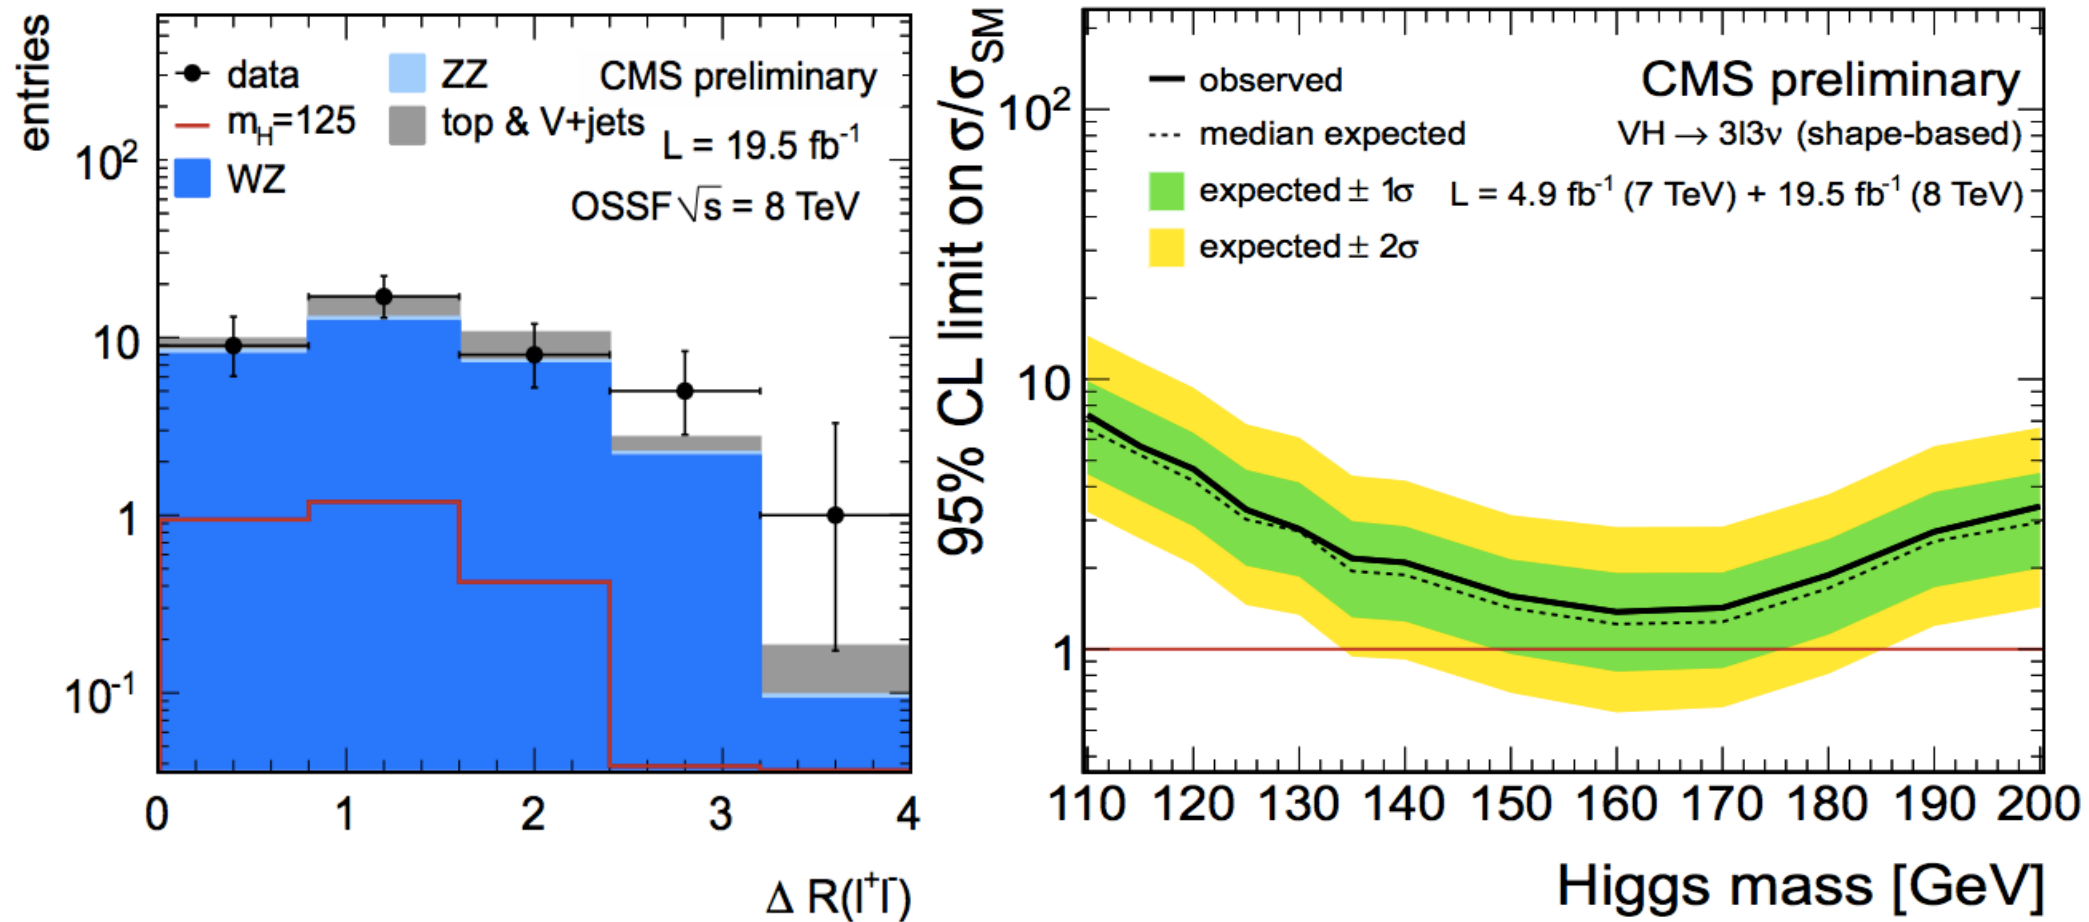 entries
data
ZZ
CMS preliminary
m_H=125
top & V+jets
L = 19.5 fb^-1
WZ
OSSF √s = 8 TeV
10^2
10
1
10^-1
0 1 2 3 4
Δ R(l^+l^-)
95% CL limit on σ/σ_SM
observed
CMS preliminary
median expected
VH → 3l3ν (shape-based)
expected ± 1σ
L = 4.9 fb^-1 (7 TeV) + 19.5 fb^-1 (8 TeV)
expected ± 2σ
10^2
10
1
110 120 130 140 150 160 170 180 190 200
Higgs mass [GeV]